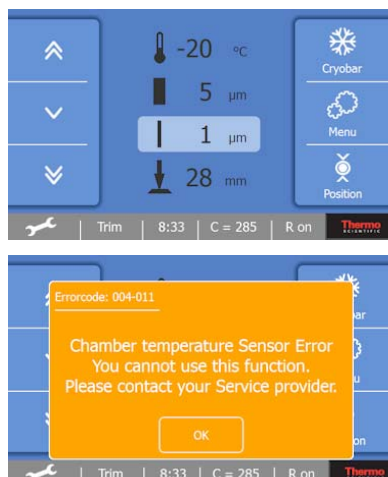 -20 °C
Cryobar
5 µm
1 µm
Menu
28 mm
Position
Trim | 8:33 | C = 285 | R on
Thermo
SCIENTIFIC
Errorcode: 004-011
Chamber temperature Sensor Error
You cannot use this function.
Please contact your Service provider.
OK
bar
u
on
Trim | 8:33 | C = 285 | R on
Thermo